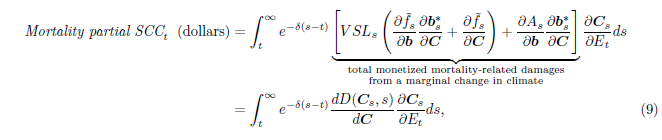 Mortality partial SCC_t (dollars) = ∫_t^∞ e^{-δ(s-t)} [ VSL_s ( ∂f̃_s/∂b ∂b*_s/∂C + ∂f̃_s/∂C ) + ∂A_s/∂b ∂b*_s/∂C ] ∂C_s/∂E_t ds
total monetized mortality-related damages
from a marginal change in climate
= ∫_t^∞ e^{-δ(s-t)} dD(C_s, s)/dC ∂C_s/∂E_t ds, (9)